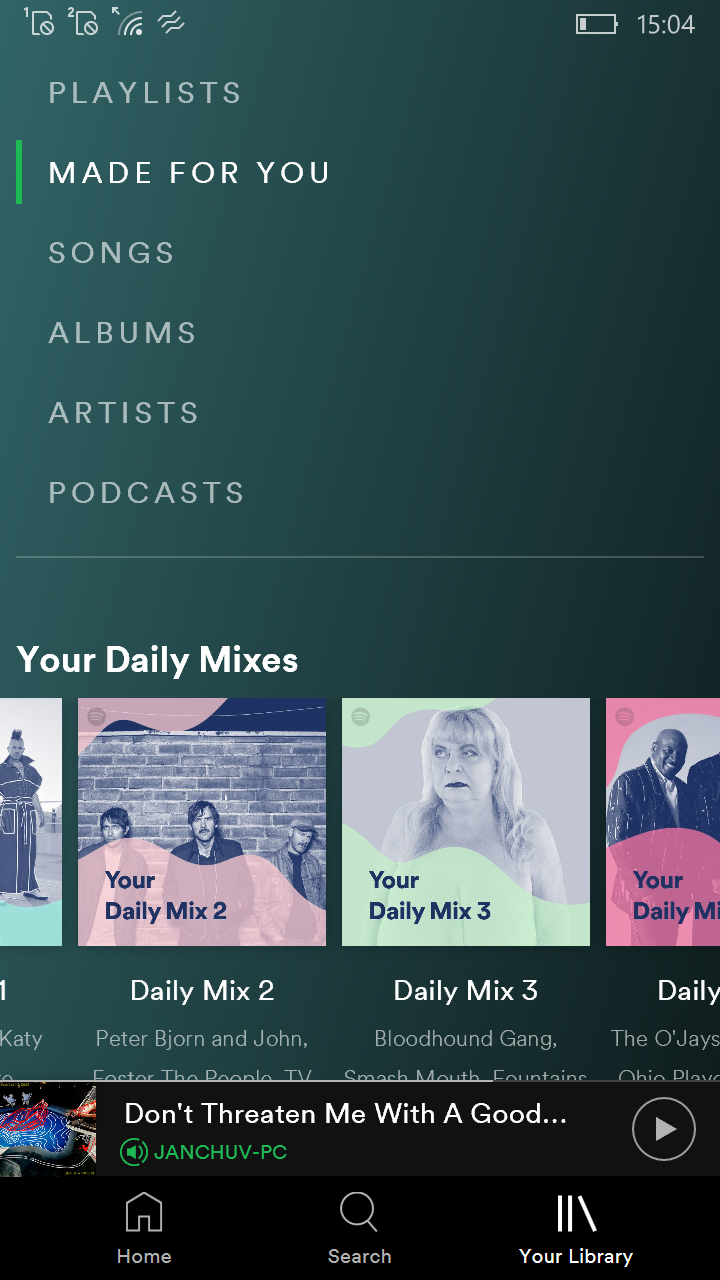 1 2 15:04
PLAYLISTS
MADE FOR YOU
SONGS
ALBUMS
ARTISTS
PODCASTS
Your Daily Mixes
Your
Daily Mix 2
Your
Daily Mix 3
Your
Daily Mi
1
Daily Mix 2
Daily Mix 3
Daily
Katy
Peter Bjorn and John,
Bloodhound Gang,
The O'Jays
Foster The People, TV
Smash Mouth, Fountains
Ohio Playe
Don't Threaten Me With A Good...
JANCHUV-PC
Home
Search
Your Library